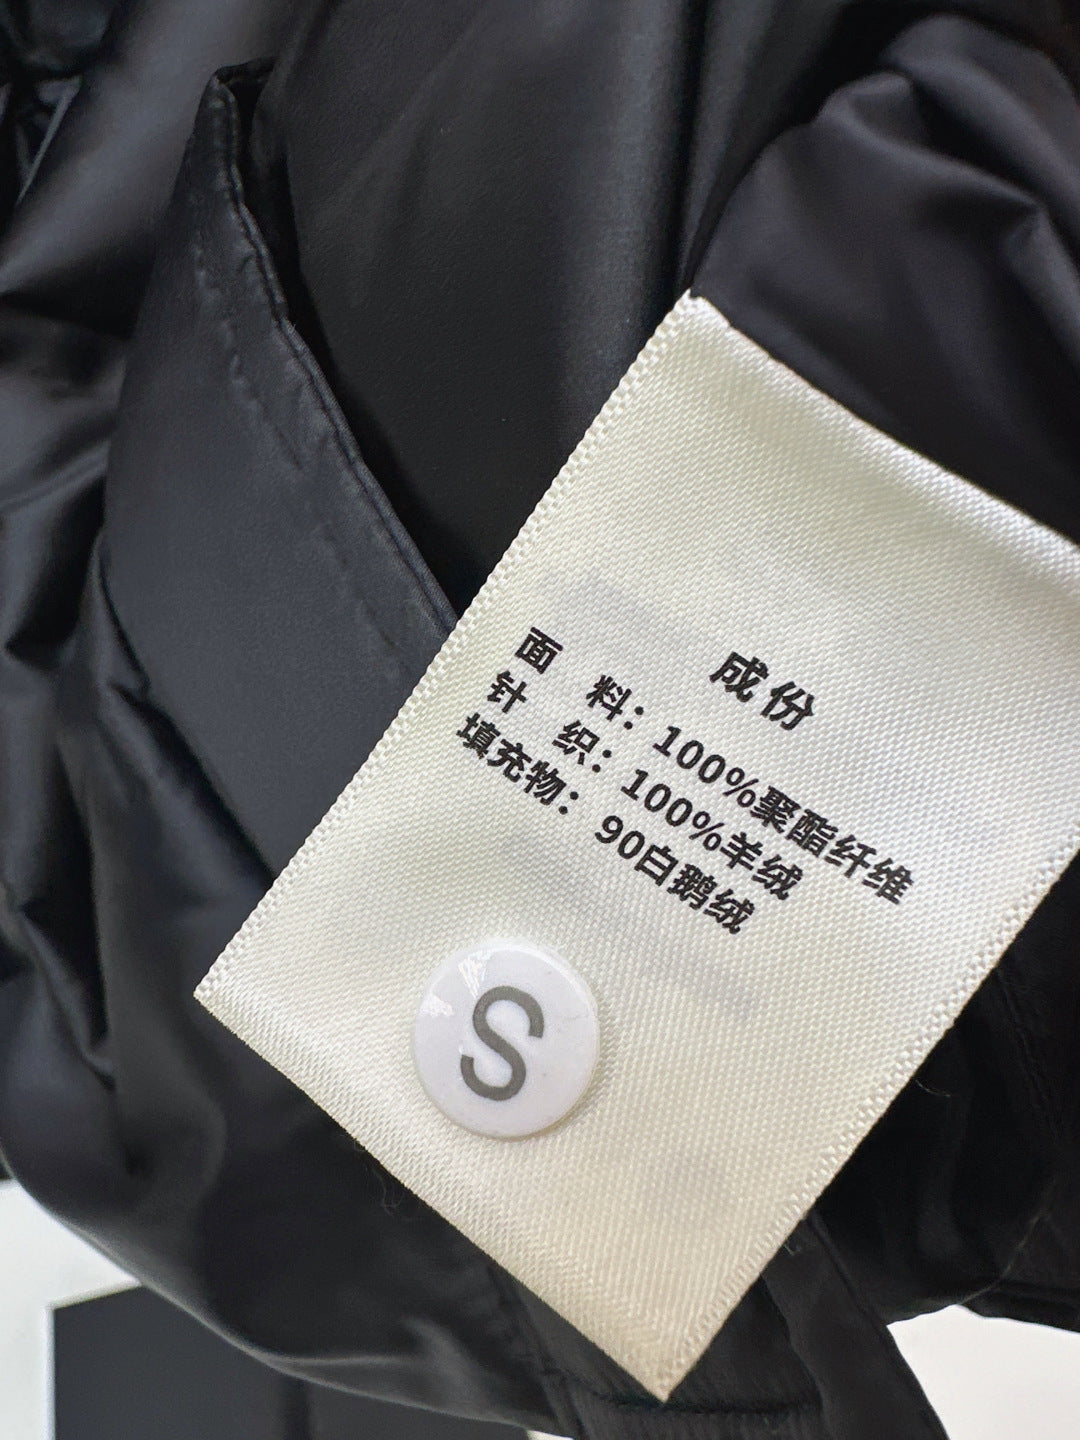 成份
面 料：100%聚酯纤维
针 织：100%羊绒
填充物：90白鹅绒
S